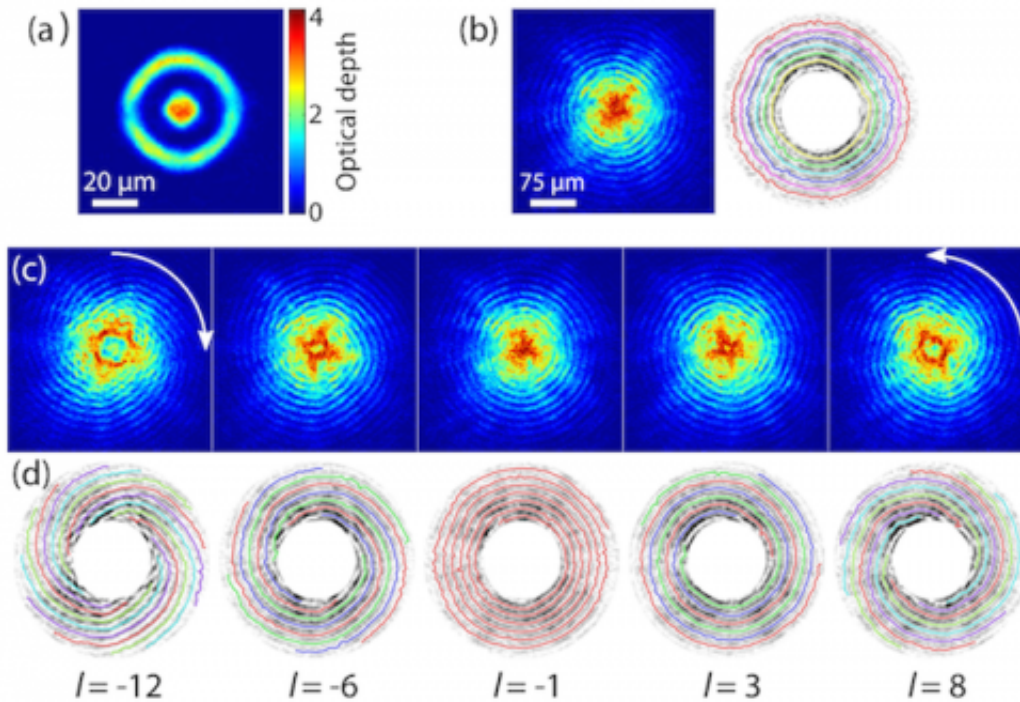 (a)
4
2
0
Optical depth
20 μm
(b)
75 μm
(c)
(d)
l = -12
l = -6
l = -1
l = 3
l = 8